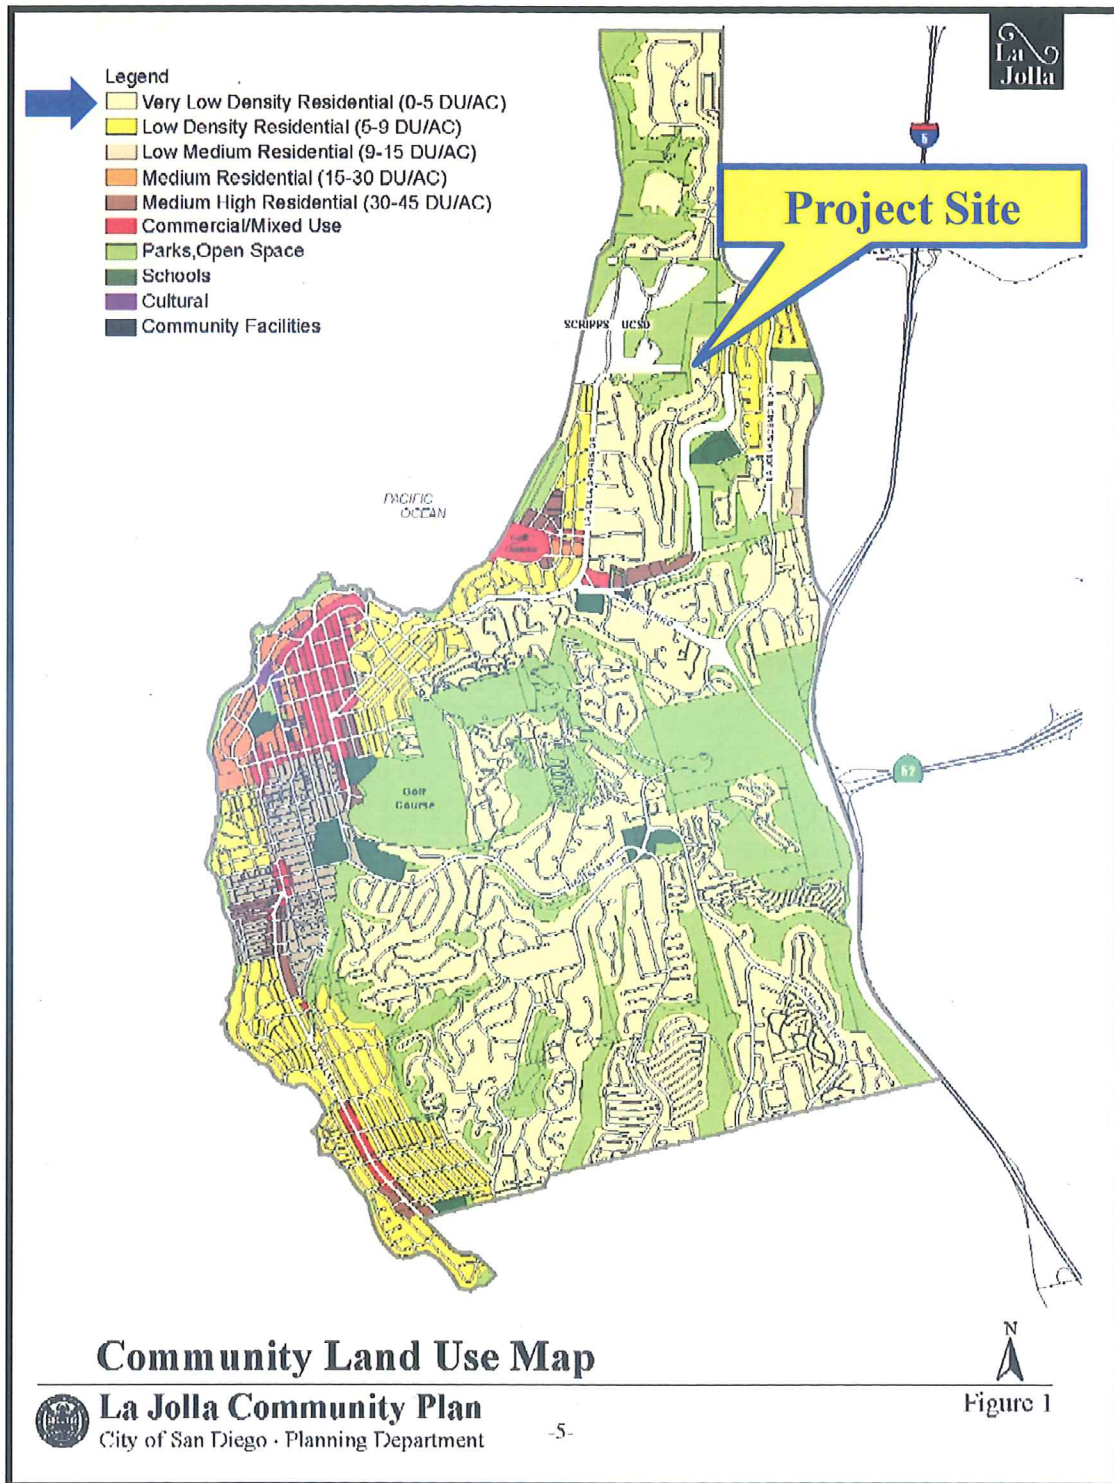 La
Jolla
Legend
Very Low Density Residential (0-5 DU/AC)
Low Density Residential (5-9 DU/AC)
Low Medium Residential (9-15 DU/AC)
Medium Residential (15-30 DU/AC)
Medium High Residential (30-45 DU/AC)
Commercial/Mixed Use
Parks,Open Space
Schools
Cultural
Community Facilities
5
Project Site
SCRIPPS UCSD
PACIFIC
OCEAN
52
Golf
Course
Community Land Use Map
N
La Jolla Community Plan
City of San Diego · Planning Department
-5-
Figure 1